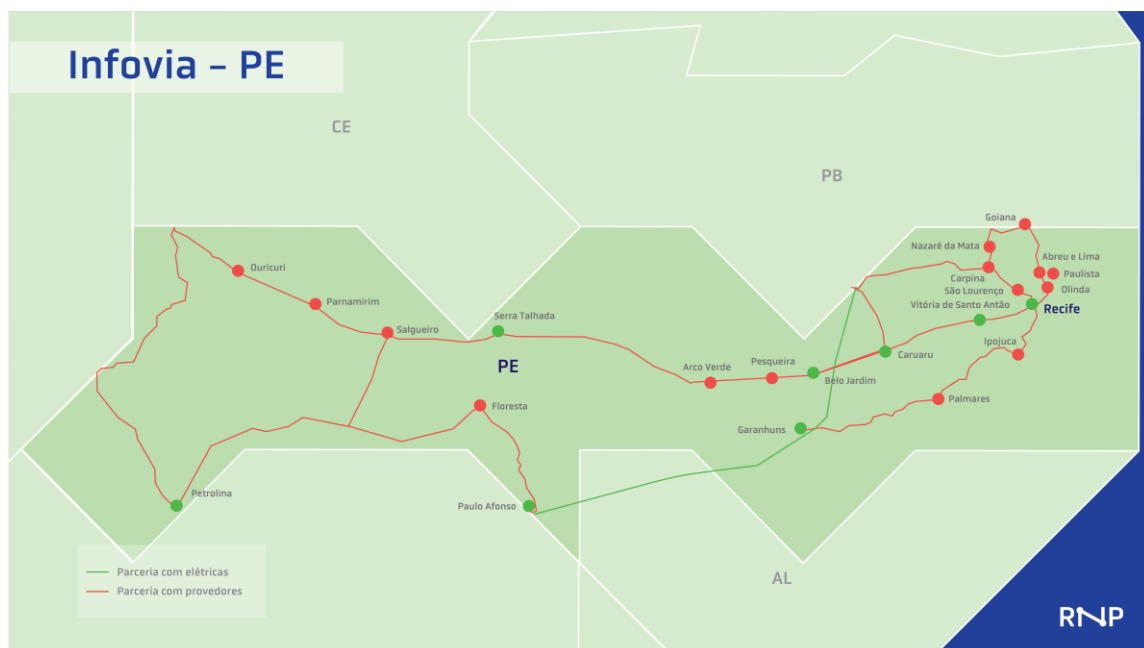 Infovia – PE
CE
PB
Goiana
Nazaré da Mata
Abreu e Lima
Ouricuri
Carpina
Paulista
São Lourenço
Olinda
Parnamirim
Vitória de Santo Antão
Recife
Serra Talhada
Salgueiro
Ipojuca
Caruaru
PE
Arco Verde
Pesqueira
Belo Jardim
Floresta
Palmares
Garanhuns
Petrolina
Paulo Afonso
Parceria com elétricas
Parceria com provedores
AL
RNP